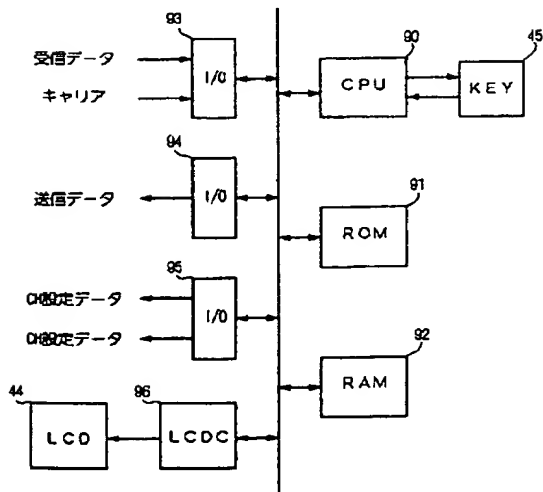 93
受信データ
キャリア
I/O
90
CPU
45
KEY
94
送信データ
I/O
91
ROM
95
CH設定データ
CH設定データ
I/O
92
RAM
44
LCD
96
LCDC